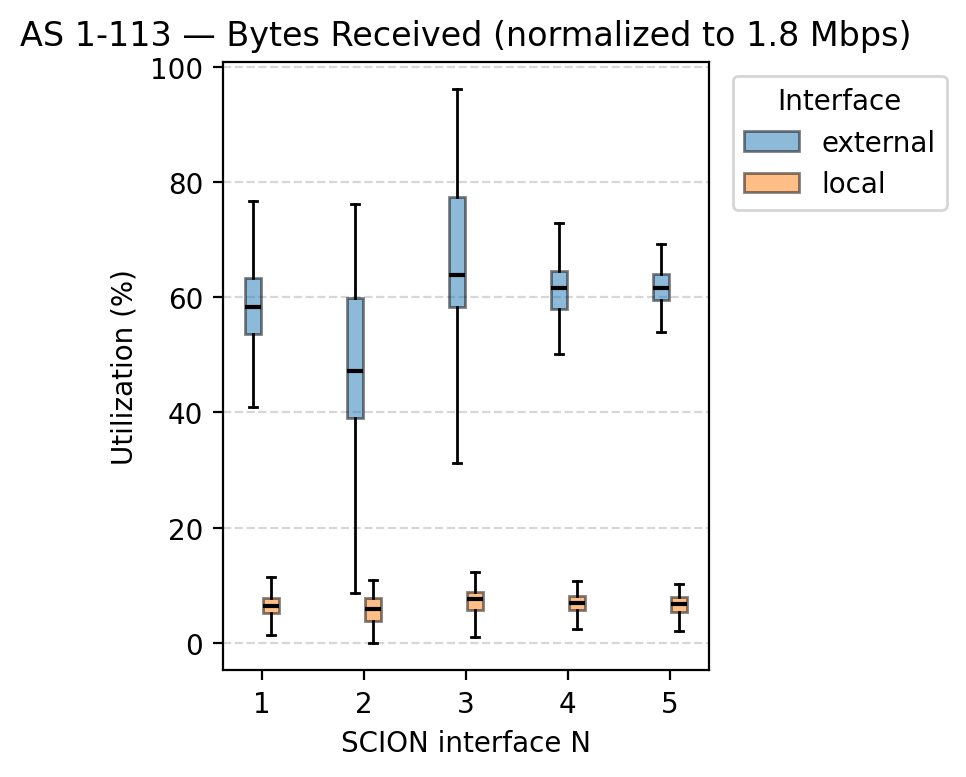 AS 1-113 — Bytes Received (normalized to 1.8 Mbps)
100
80
60
40
20
0
Utilization (%)
1 2 3 4 5
SCION interface N
Interface
external
local